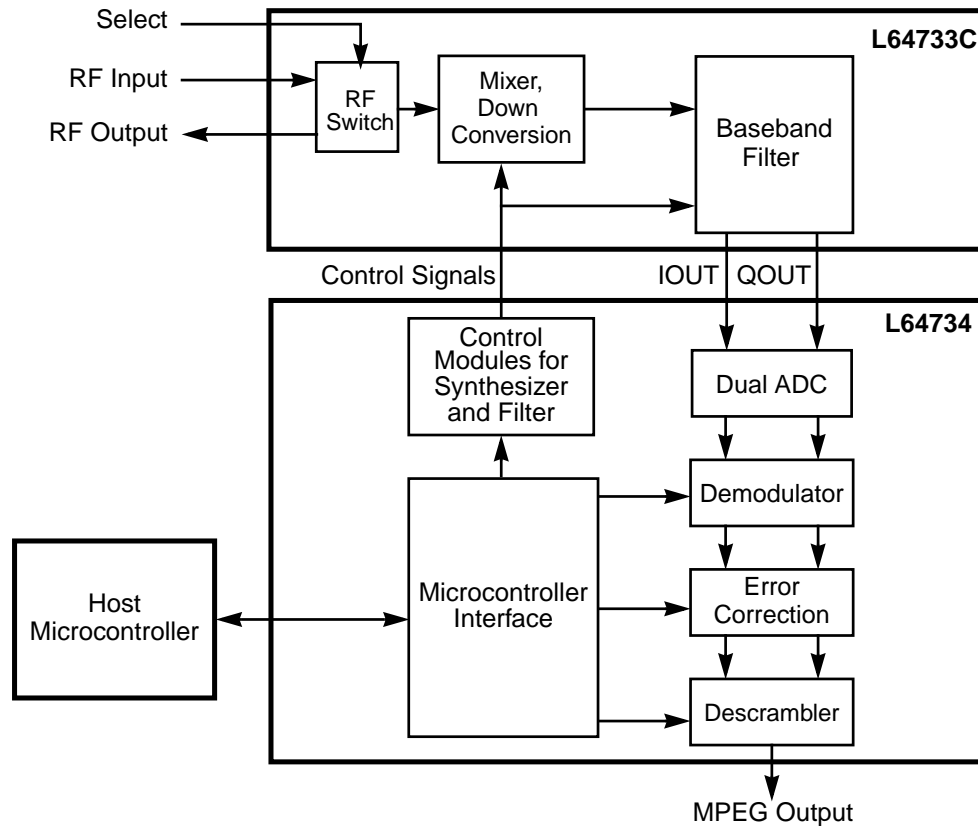 Select
L64733C
RF Input
RF
Switch
Mixer,
Down
Conversion
Baseband
Filter
RF Output
Control Signals
IOUT
QOUT
L64734
Control
Modules for
Synthesizer
and Filter
Dual ADC
Demodulator
Host
Microcontroller
Microcontroller
Interface
Error
Correction
Descrambler
MPEG Output